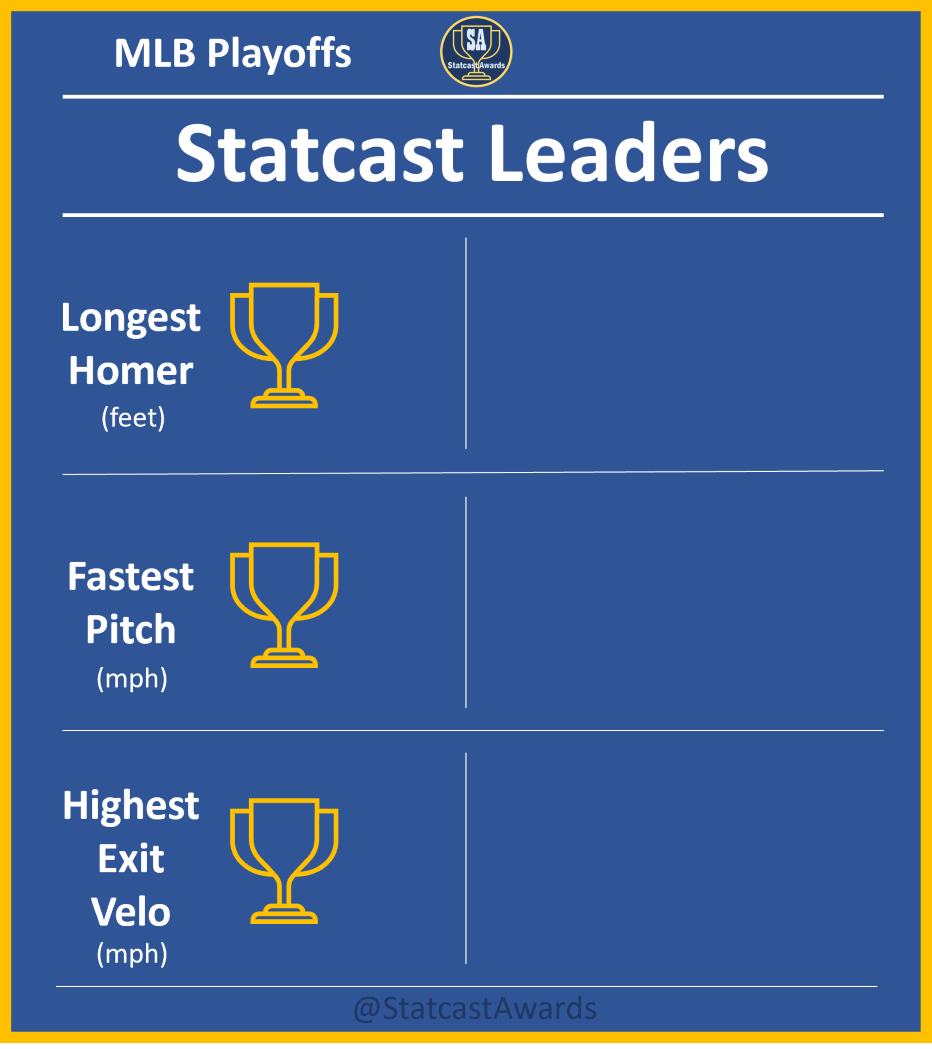 MLB Playoffs
SA
StatcastAwards
Statcast Leaders
Longest
Homer
(feet)
Fastest
Pitch
(mph)
Highest
Exit
Velo
(mph)
@StatcastAwards